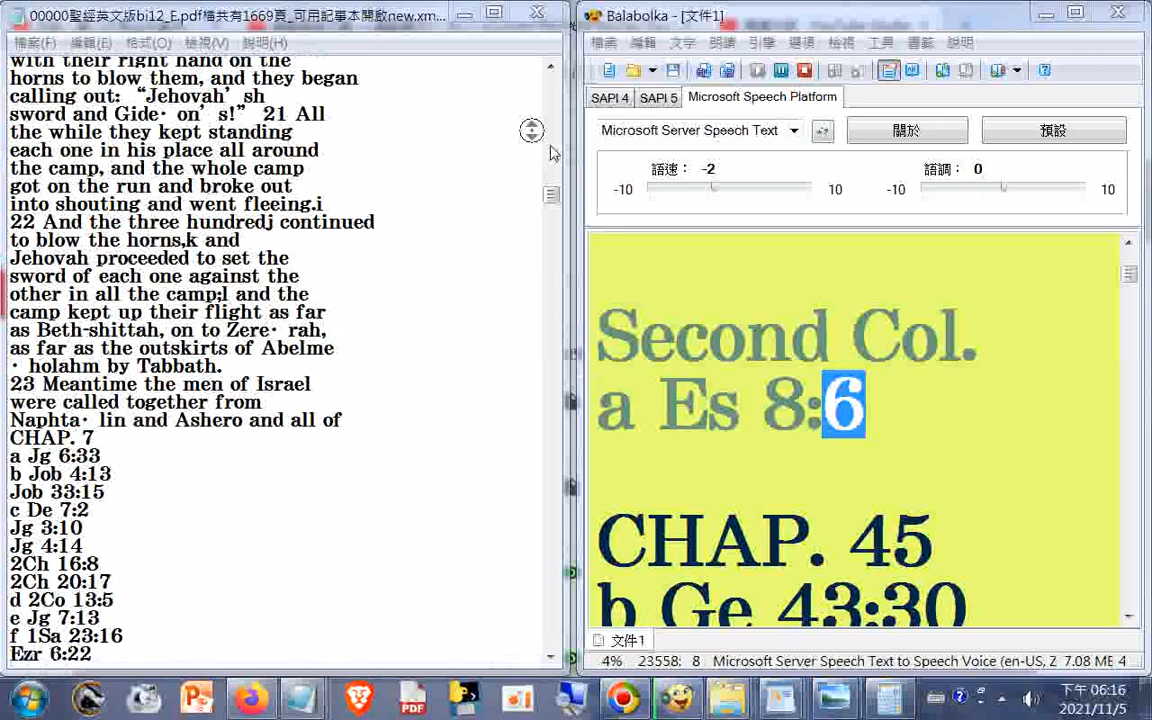 00000聖經英文版bi12_E.pdf檔共有1669頁_可用記事本開啟new.xm...
檔案(F) 編輯(E) 格式(O) 檢視(V) 說明(H)
with their right hand on the
horns to blow them, and they began
calling out: “Jehovah’ sh
sword and Gide· on’ s!” 21 All
the while they kept standing
each one in his place all around
the camp, and the whole camp
got on the run and broke out
into shouting and went fleeing.i
22 And the three hundredj continued
to blow the horns,k and
Jehovah proceeded to set the
sword of each one against the
other in all the camp;l and the
camp kept up their flight as far
as Beth-shittah, on to Zere· rah,
as far as the outskirts of Abelme
· holahm by Tabbath.
23 Meantime the men of Israel
were called together from
Naphta· lin and Ashero and all of
CHAP. 7
a Jg 6:33
b Job 4:13
Job 33:15
c De 7:2
Jg 3:10
Jg 4:14
2Ch 16:8
2Ch 20:17
d 2Co 13:5
e Jg 7:13
f 1Sa 23:16
Ezr 6:22
Balabolka - [文件1]
檔案 編輯 文字 朗讀 引擎 選項 檢視 工具 書籤 說明
SAPI 4 SAPI 5 Microsoft Speech Platform
Microsoft Server Speech Text 關於 預設
語速： -2 語調： 0
-10 10 -10 10
Second Col.
a Es 8:6
CHAP. 45
b Ge 43:30
文件1
4% 23558: 8 Microsoft Server Speech Text to Speech Voice (en-US, Z 7.08 ME 4
PDF
下午 06:16
2021/11/5